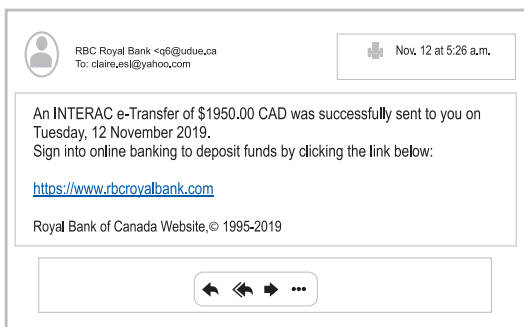 RBC Royal Bank <q6@udue.ca
To: claire.esl@yahoo.com
Nov. 12 at 5:26 a.m.
An INTERAC e-Transfer of $1950.00 CAD was successfully sent to you on
Tuesday, 12 November 2019.
Sign into online banking to deposit funds by clicking the link below:
https://www.rbcroyalbank.com
Royal Bank of Canada Website,© 1995-2019